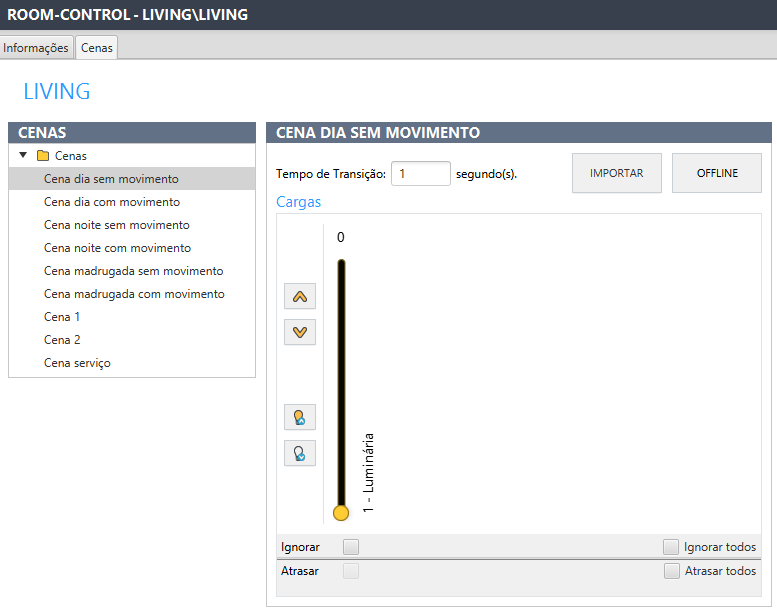 ROOM-CONTROL - LIVING\LIVING
Informações
Cenas
LIVING
CENAS
Cenas
Cena dia sem movimento
Cena dia com movimento
Cena noite sem movimento
Cena noite com movimento
Cena madrugada sem movimento
Cena madrugada com movimento
Cena 1
Cena 2
Cena serviço
CENA DIA SEM MOVIMENTO
Tempo de Transição: 1 segundo(s).
IMPORTAR
OFFLINE
Cargas
0
1 - Luminária
Ignorar
Ignorar todos
Atrasar
Atrasar todos